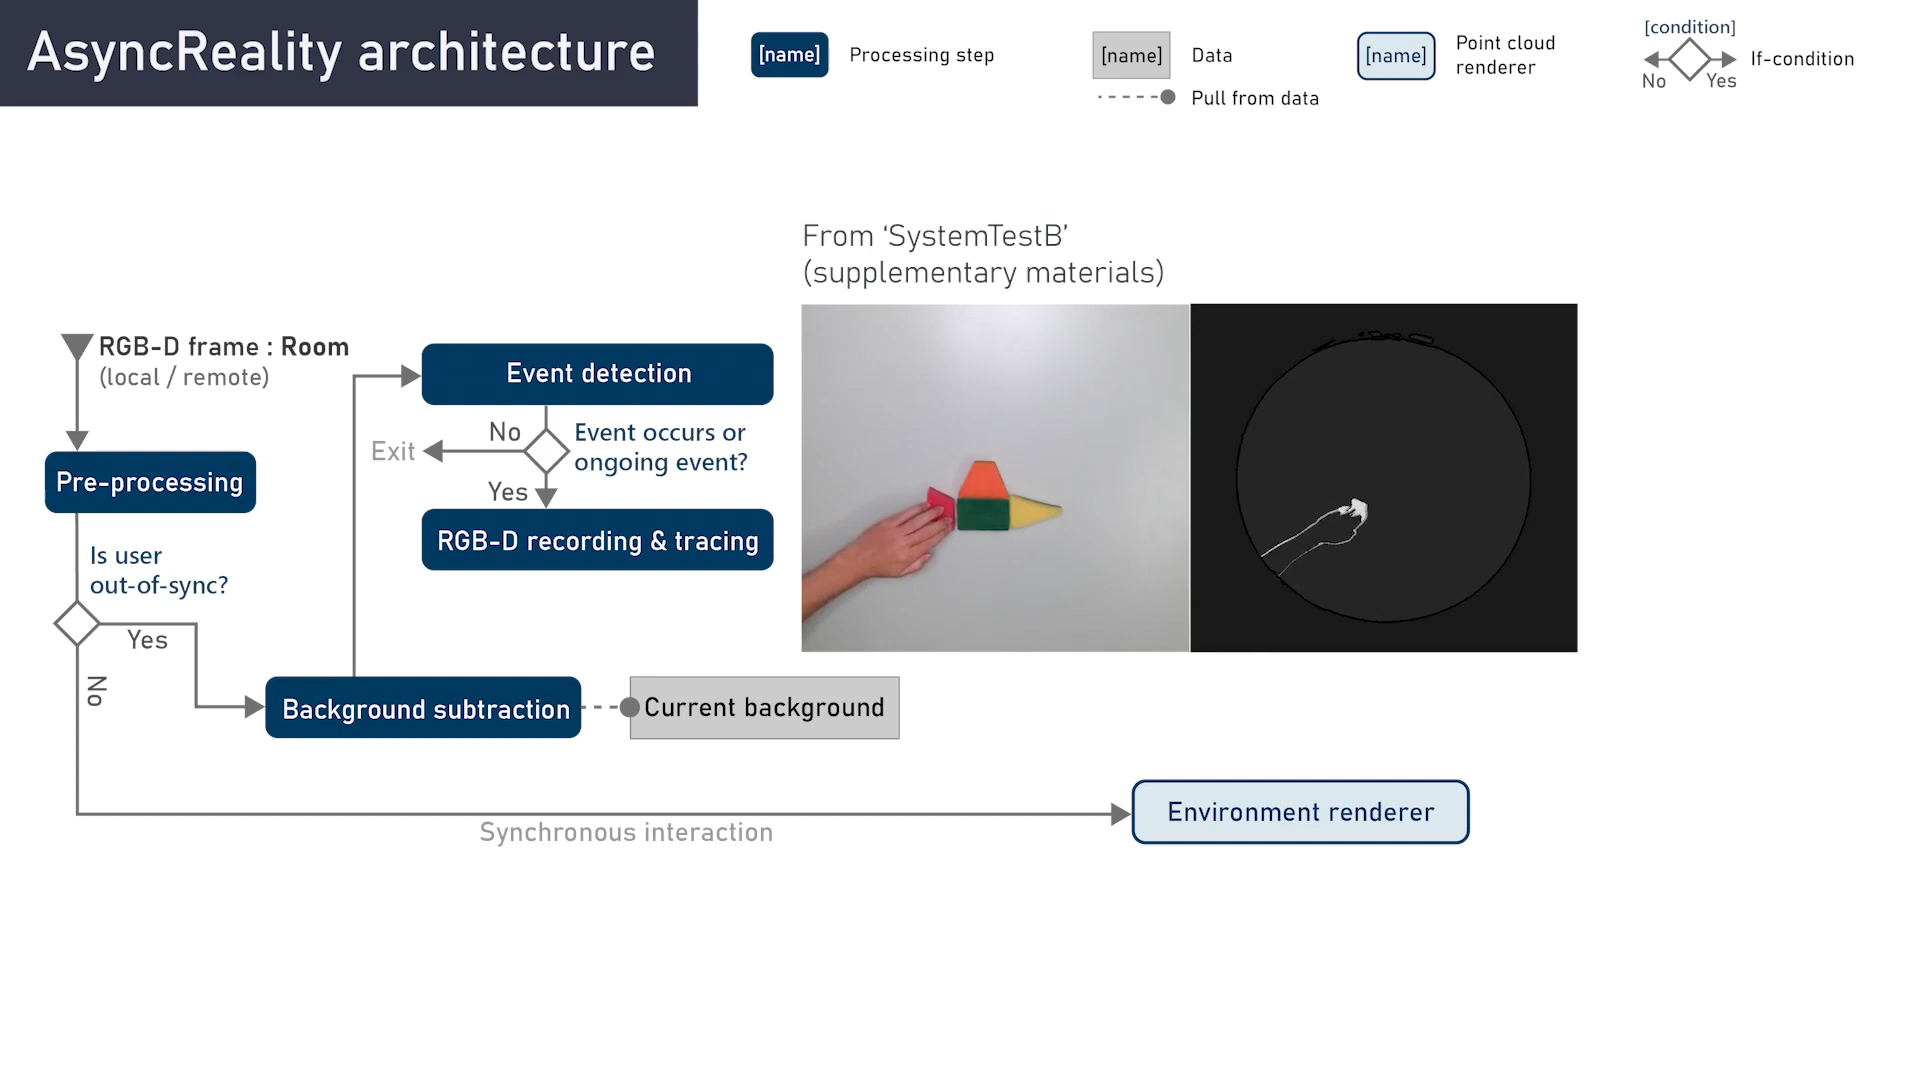 AsyncReality architecture
[name]
Processing step
[name]
Data
Pull from data
[name]
Point cloud
renderer
[condition]
No
Yes
If-condition
From ‘SystemTestB’
(supplementary materials)
RGB-D frame : Room
(local / remote)
Event detection
No
Event occurs or
ongoing event?
Exit
Yes
Pre-processing
RGB-D recording & tracing
Is user
out-of-sync?
Yes
No
Background subtraction
Current background
Environment renderer
Synchronous interaction